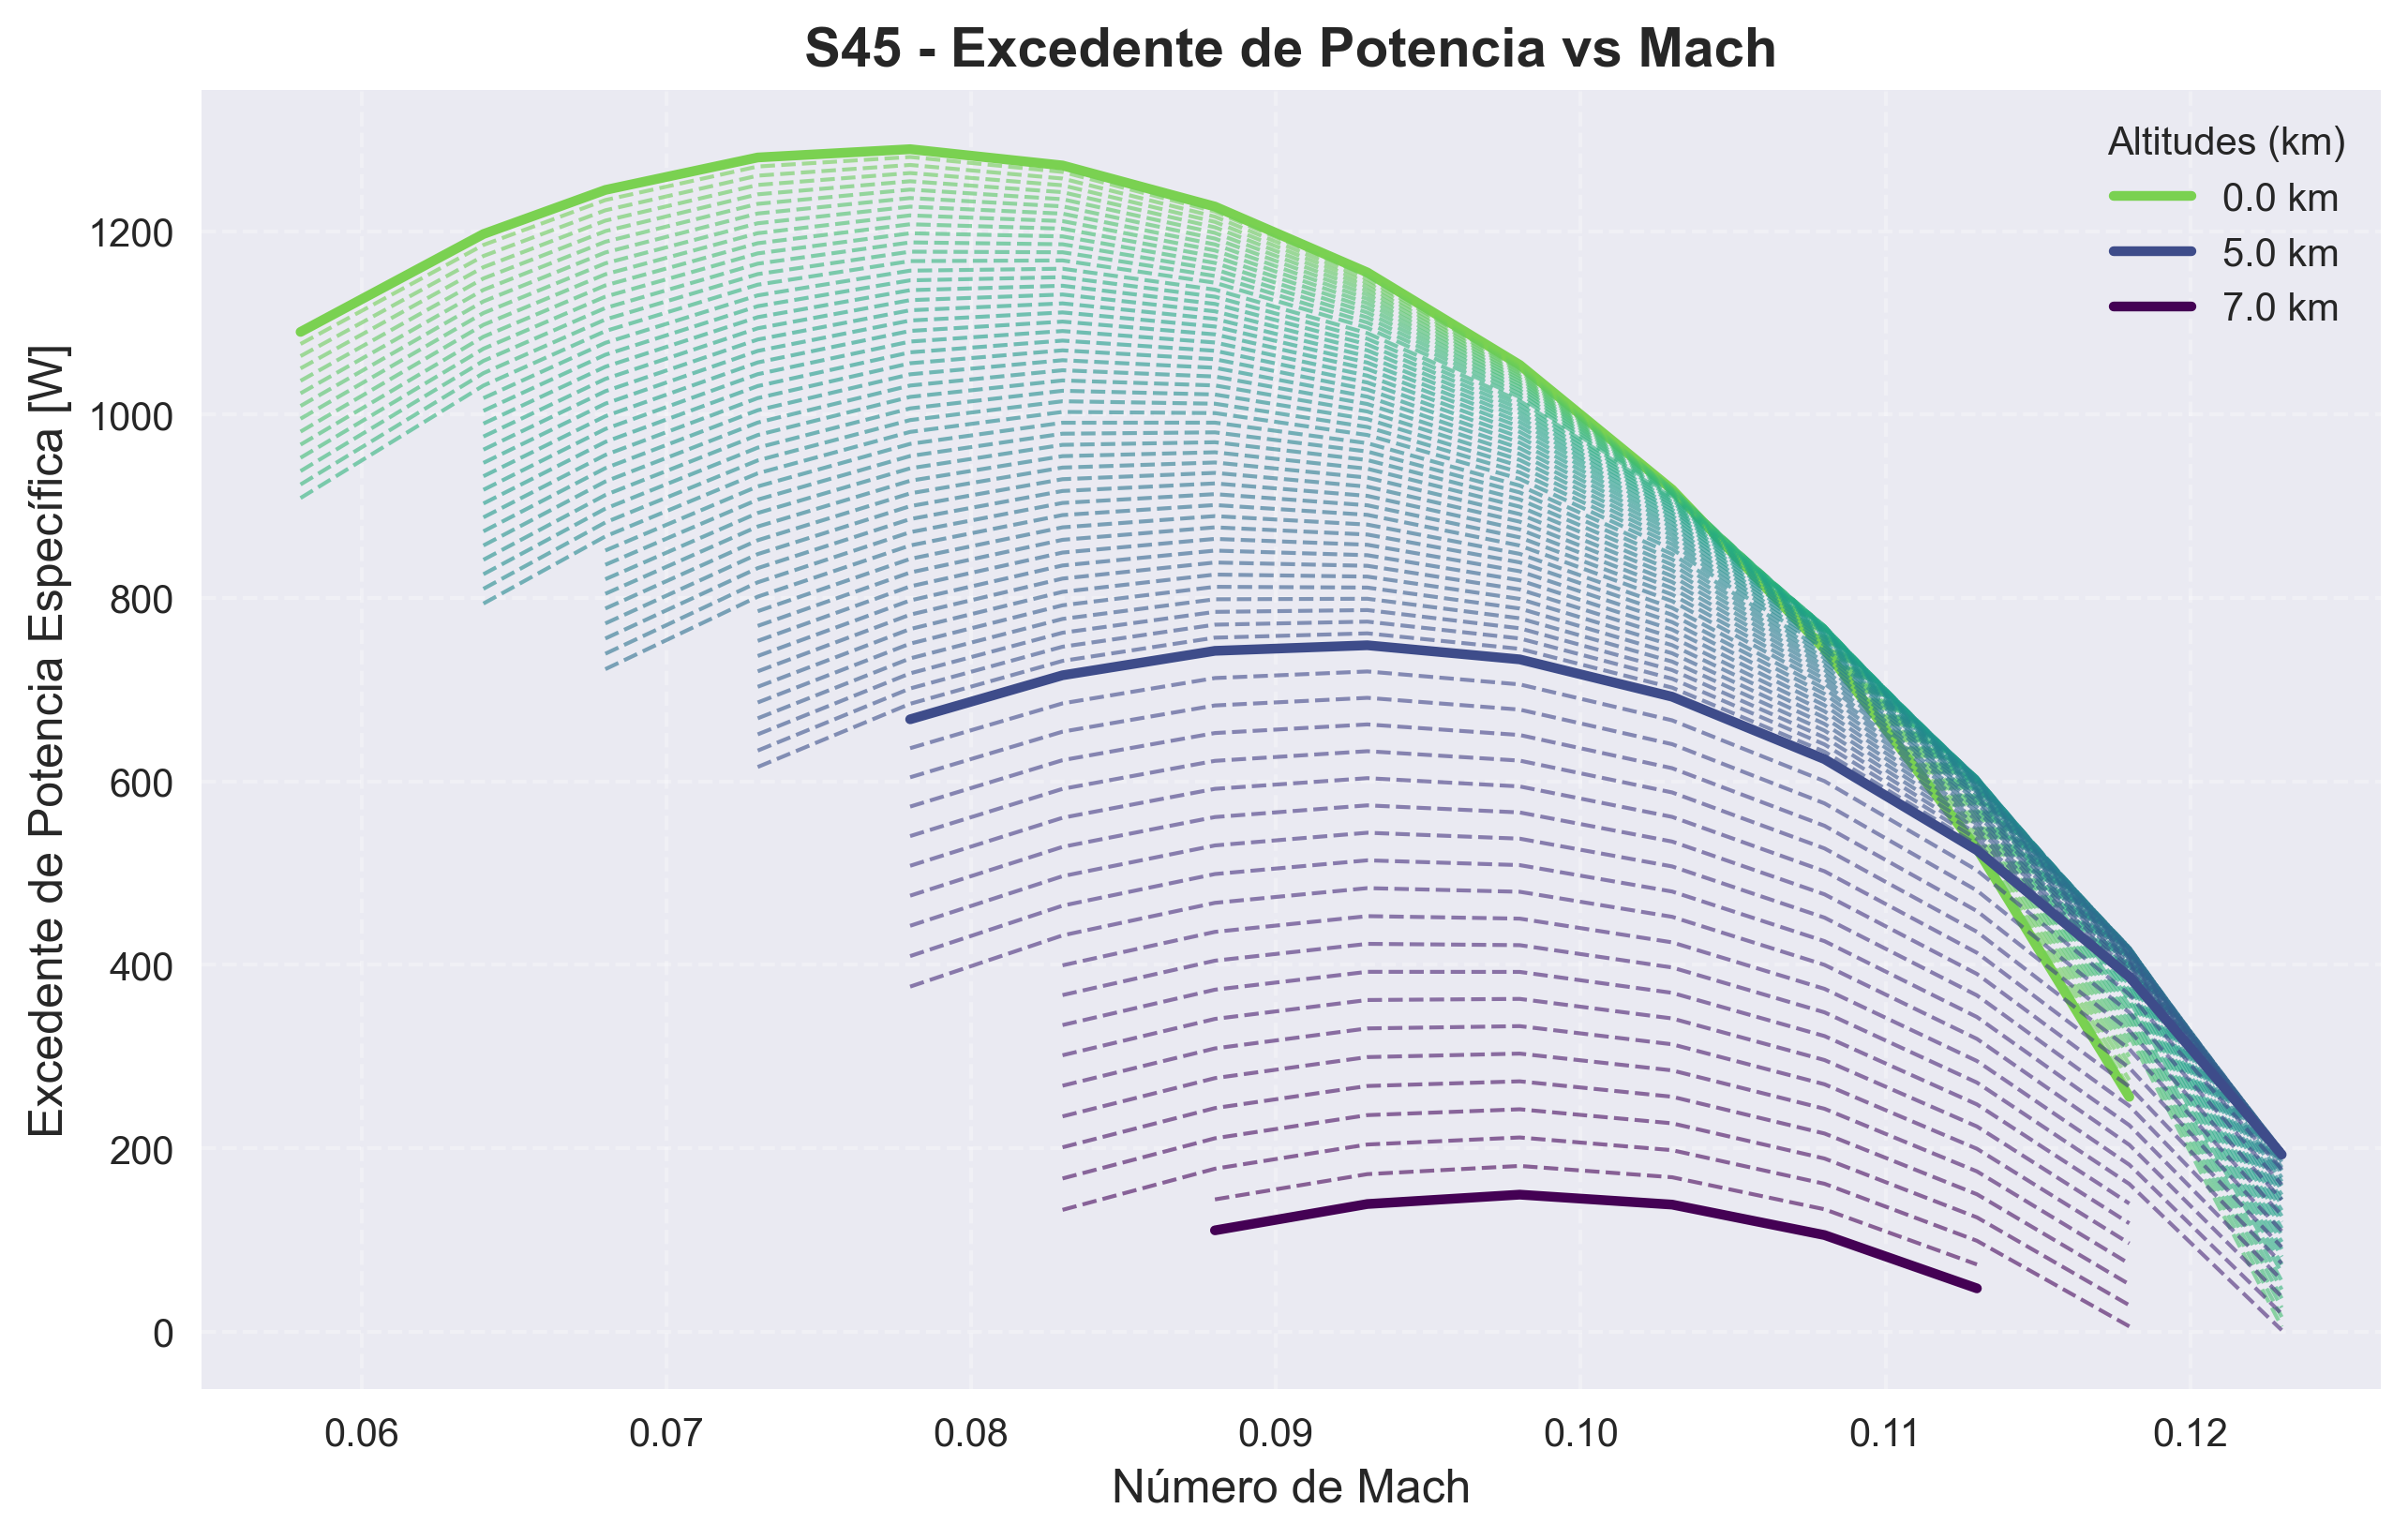 S45 - Excedente de Potencia vs Mach
Excedente de Potencia Específica [W]
1200
1000
800
600
400
200
0
0.06
0.07
0.08
0.09
0.10
0.11
0.12
Número de Mach
Altitudes (km)
0.0 km
5.0 km
7.0 km